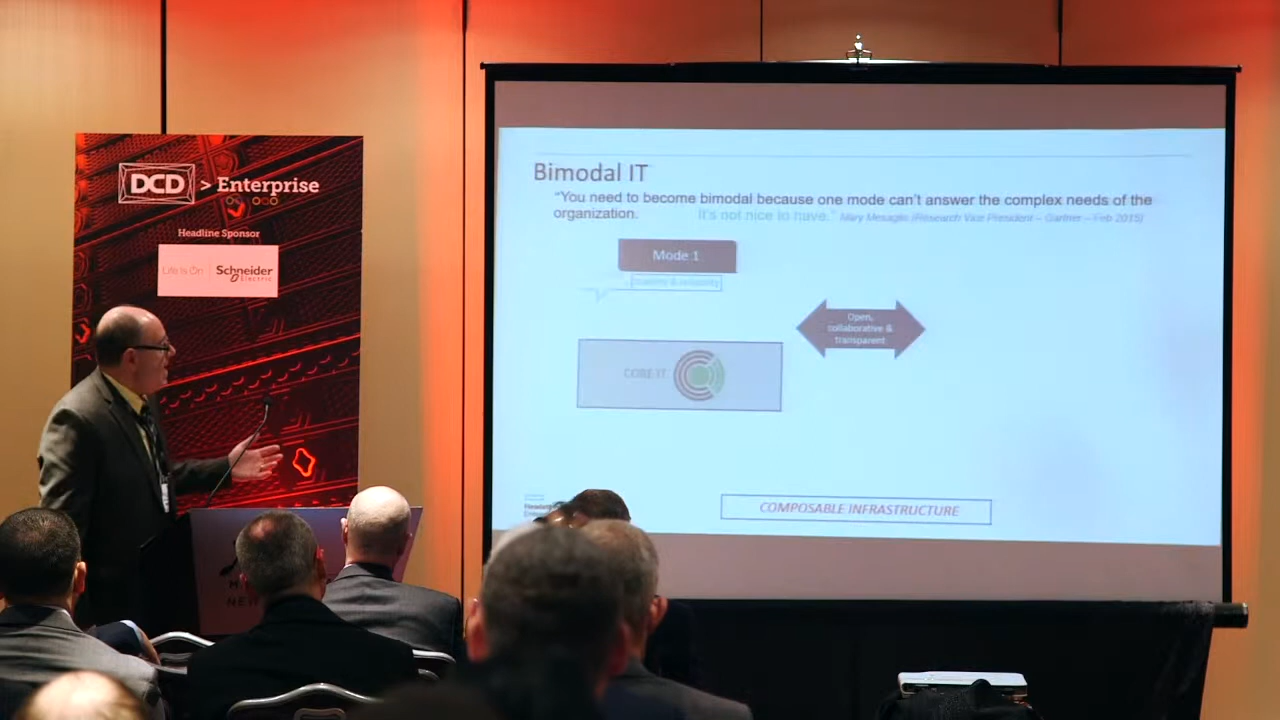 DCD > Enterprise
Headline Sponsor
Life Is On Schneider
Electric
Bimodal IT
"You need to become bimodal because one mode can't answer the complex needs of the
organization. It's not nice to have." Mary Mesaglio (Research Vice President – Gartner – Feb 2015)
Mode 1
Open,
collaborative &
transparent
CORE IT
COMPOSABLE INFRASTRUCTURE